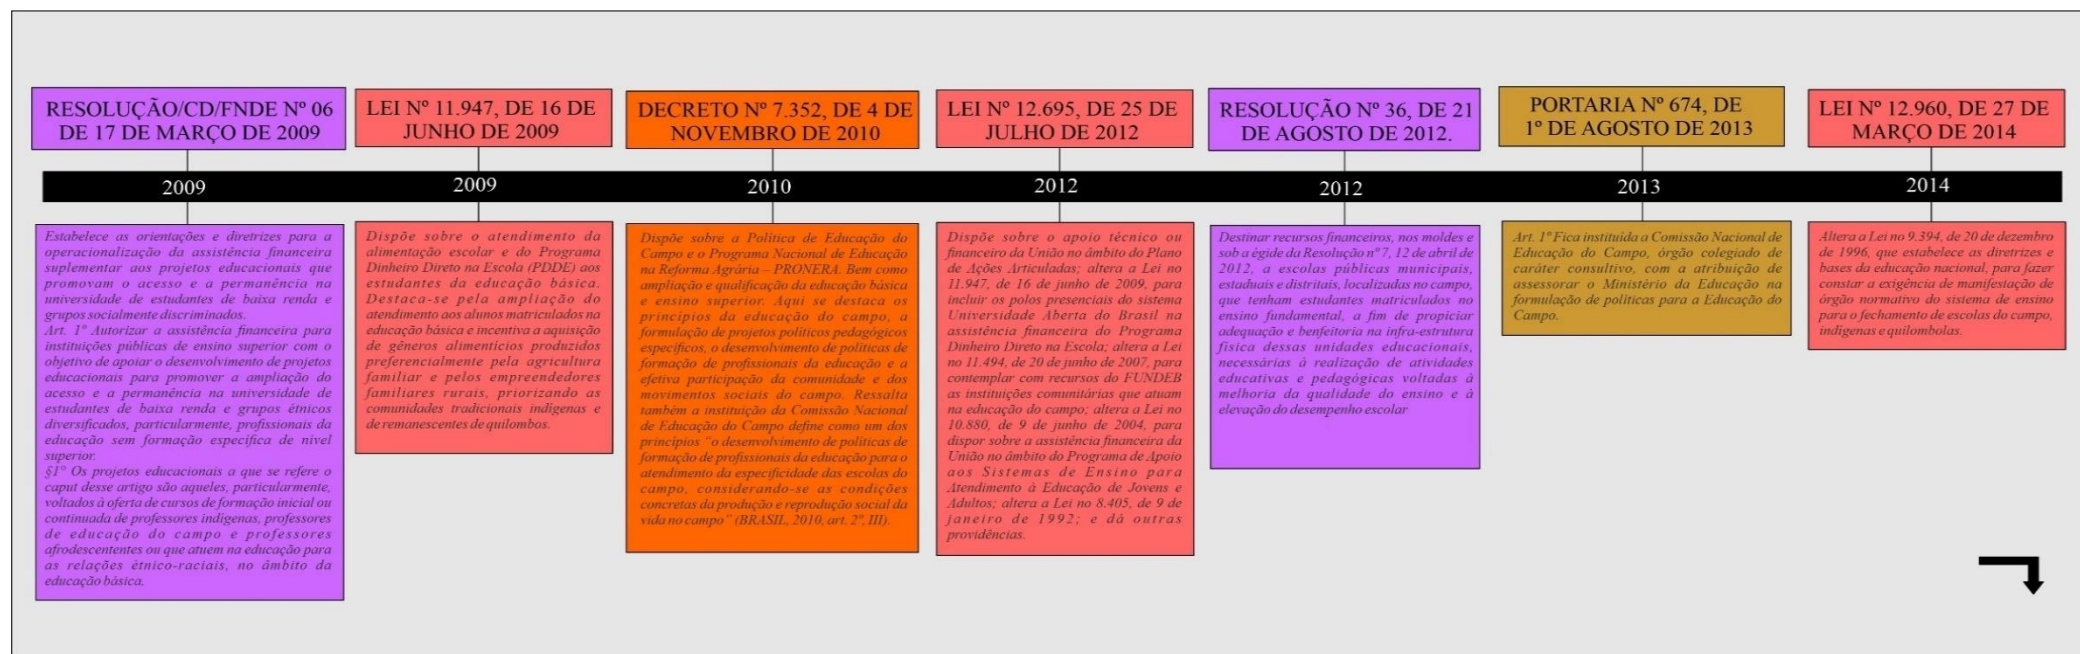 RESOLUÇÃO/CD/FNDE Nº 06
DE 17 DE MARÇO DE 2009
2009
Estabelece as orientações e diretrizes para a
operacionalização da assistência financeira
suplementar aos projetos educacionais que
promovam o acesso e a permanência na
universidade de estudantes de baixa renda e
grupos socialmente discriminados.
Art. 1º Autorizar a assistência financeira para
instituições públicas de ensino superior com o
objetivo de apoiar o desenvolvimento de projetos
educacionais para promover a ampliação do
acesso e a permanência na universidade de
estudantes de baixa renda e grupos étnicos
diversificados, particularmente, profissionais da
educação sem formação específica de nível
superior.
§1º Os projetos educacionais a que se refere o
caput desse artigo são aqueles, particularmente,
voltados à oferta de cursos de formação inicial ou
continuada de professores indígenas, professores
de educação do campo e professores
afrodescententes ou que atuem na educação para
as relações étnico-raciais, no âmbito da
educação básica.
LEI Nº 11.947, DE 16 DE
JUNHO DE 2009
2009
Dispõe sobre o atendimento da
alimentação escolar e do Programa
Dinheiro Direto na Escola (PDDE) aos
estudantes da educação básica.
Destaca-se pela ampliação do
atendimento aos alunos matriculados na
educação básica e incentiva a aquisição
de gêneros alimentícios produzidos
preferencialmente pela agricultura
familiar e pelos empreendedores
familiares rurais, priorizando as
comunidades tradicionais indígenas e
de remanescentes de quilombos.
DECRETO Nº 7.352, DE 4 DE
NOVEMBRO DE 2010
2010
Dispõe sobre a Política de Educação do
Campo e o Programa Nacional de Educação
na Reforma Agrária – PRONERA. Bem como
ampliação e qualificação da educação básica
e ensino superior. Aqui se destaca os
princípios da educação do campo, a
formulação de projetos políticos pedagógicos
específicos, o desenvolvimento de políticas de
formação de profissionais da educação e a
efetiva participação da comunidade e dos
movimentos sociais do campo. Ressalta
também a instituição da Comissão Nacional
de Educação do Campo define como um dos
princípios "o desenvolvimento de políticas de
formação de profissionais da educação para o
atendimento da especificidade das escolas do
campo, considerando-se as condições
concretas da produção e reprodução social da
vida no campo" (BRASIL, 2010, art. 2º, III).
LEI Nº 12.695, DE 25 DE
JULHO DE 2012
2012
Dispõe sobre o apoio técnico ou
financeiro da União no âmbito do Plano
de Ações Articuladas; altera a Lei no
11.947, de 16 de junho de 2009, para
incluir os polos presenciais do sistema
Universidade Aberta do Brasil na
assistência financeira do Programa
Dinheiro Direto na Escola; altera a Lei
no 11.494, de 20 de junho de 2007, para
contemplar com recursos do FUNDEB
as instituições comunitárias que atuam
na educação do campo; altera a Lei no
10.880, de 9 de junho de 2004, para
dispor sobre a assistência financeira da
União no âmbito do Programa de Apoio
aos Sistemas de Ensino para
Atendimento à Educação de Jovens e
Adultos; altera a Lei no 8.405, de 9 de
janeiro de 1992; e dá outras
providências.
RESOLUÇÃO Nº 36, DE 21
DE AGOSTO DE 2012.
2012
Destinar recursos financeiros, nos moldes e
sob a égide da Resolução nº 7, 12 de abril de
2012, a escolas públicas municipais,
estaduais e distritais, localizadas no campo,
que tenham estudantes matriculados no
ensino fundamental, a fim de propiciar
adequação e benfeitoria na infra-estrutura
física dessas unidades educacionais,
necessárias à realização de atividades
educativas e pedagógicas voltadas à
melhoria da qualidade do ensino e à
elevação do desempenho escolar
PORTARIA Nº 674, DE
1º DE AGOSTO DE 2013
2013
Art. 1º Fica instituída a Comissão Nacional de
Educação do Campo, órgão colegiado de
caráter consultivo, com a atribuição de
assessorar o Ministério da Educação na
formulação de políticas para a Educação do
Campo.
LEI Nº 12.960, DE 27 DE
MARÇO DE 2014
2014
Altera a Lei no 9.394, de 20 de dezembro
de 1996, que estabelece as diretrizes e
bases da educação nacional, para fazer
constar a exigência de manifestação de
órgão normativo do sistema de ensino
para o fechamento de escolas do campo,
indígenas e quilombolas.